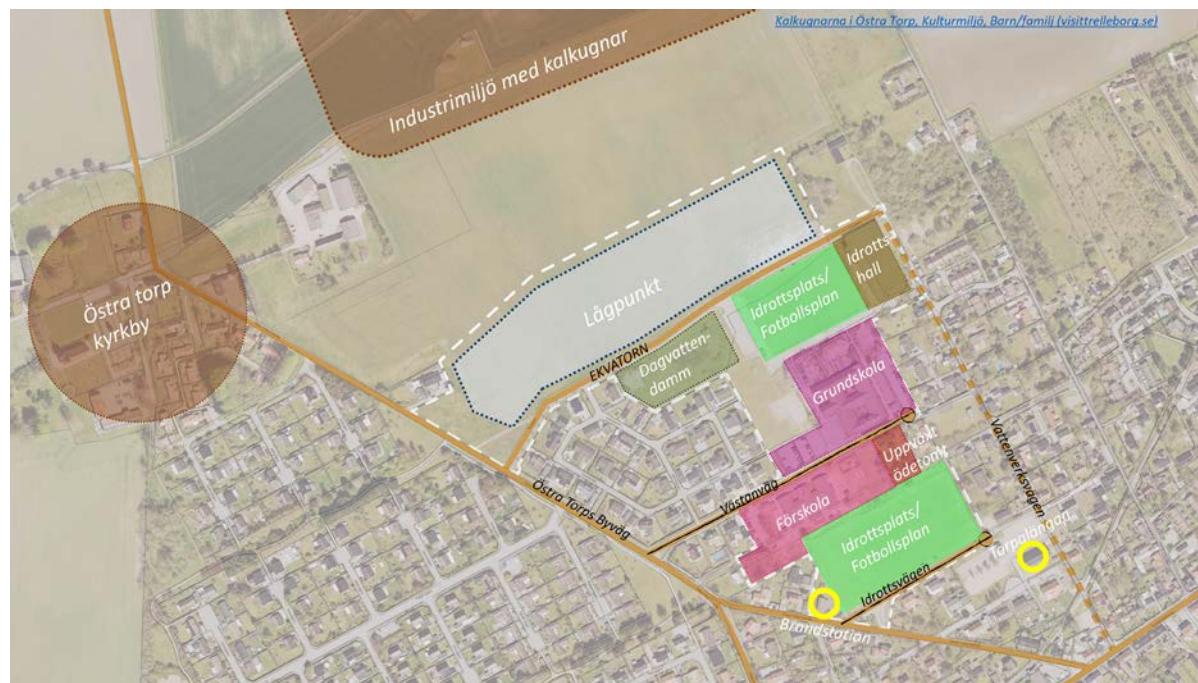 Kalkugnarna i Östra Torp, Kulturmiljö, Barn/familj (visittrelleborg.se)
Industrimiljö med kalkugnar
Östra torp
kyrkby
Lågpunkt
Idrotts
hall
Idrottsplats/
Fotbollsplan
EKVATORN
Dagvatten-
damm
Grundskola
Uppväxt
ödetomt
Västanväg
Vattenverksvägen
Östra Torps Byväg
Förskola
Idrottsplats/
Fotbollsplan
Torpalängan
Idrottsvägen
Brandstation